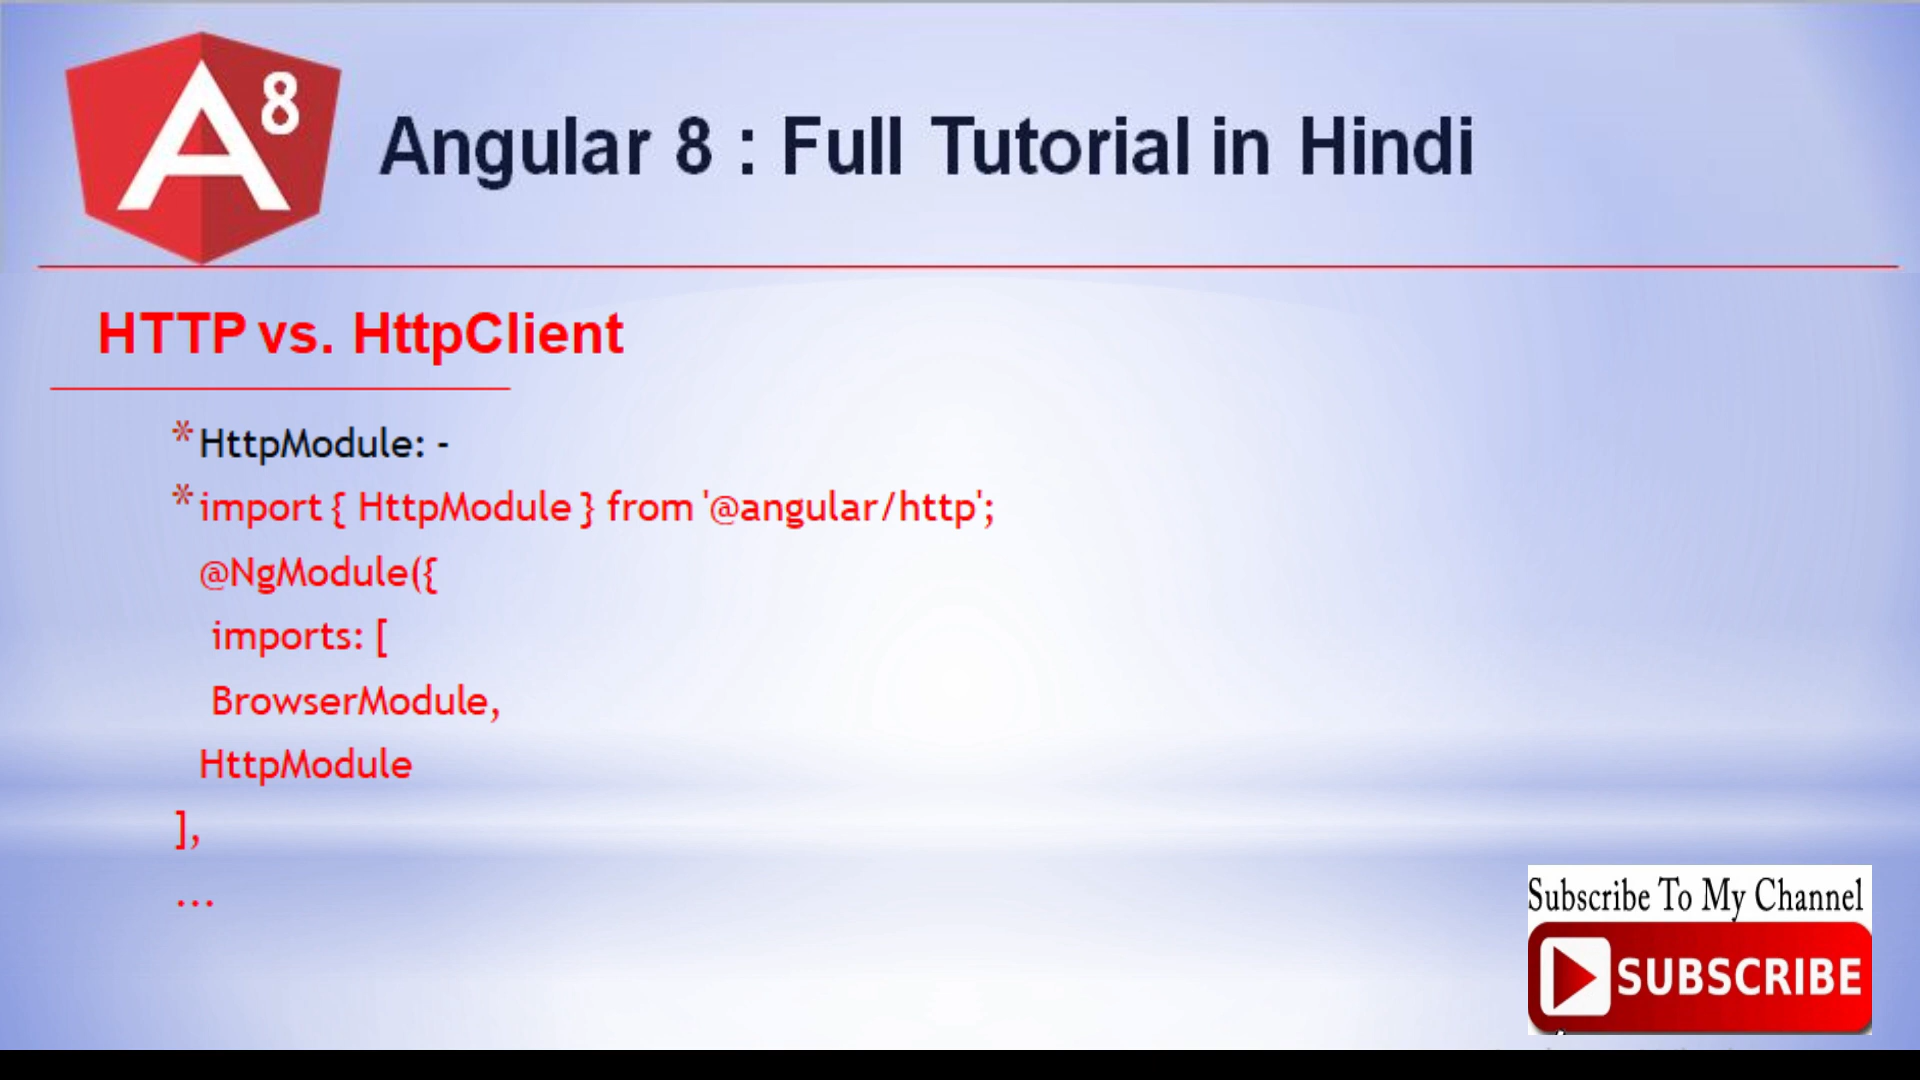 A8
Angular 8 : Full Tutorial in Hindi
HTTP vs. HttpClient
* HttpModule: -
* import { HttpModule } from '@angular/http';
@NgModule({
imports: [
BrowserModule,
HttpModule
],
...
Subscribe To My Channel
SUBSCRIBE